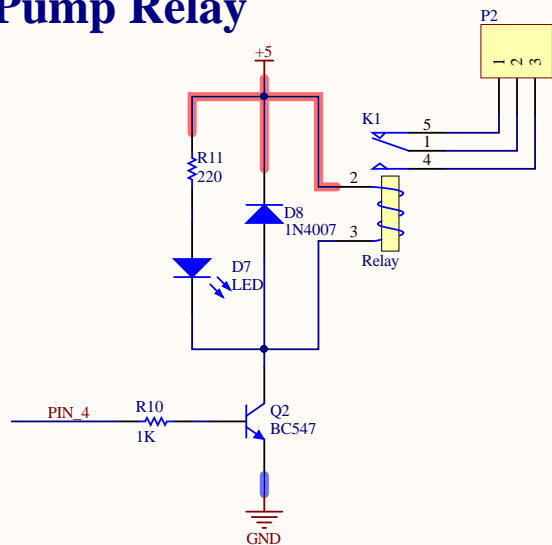 Pump Relay
P2
+5
1 2 3
K1
5
1
4
R11
220
2
D8
1N4007
3
Relay
D7
LED
PIN_4
R10
1K
Q2
BC547
GND